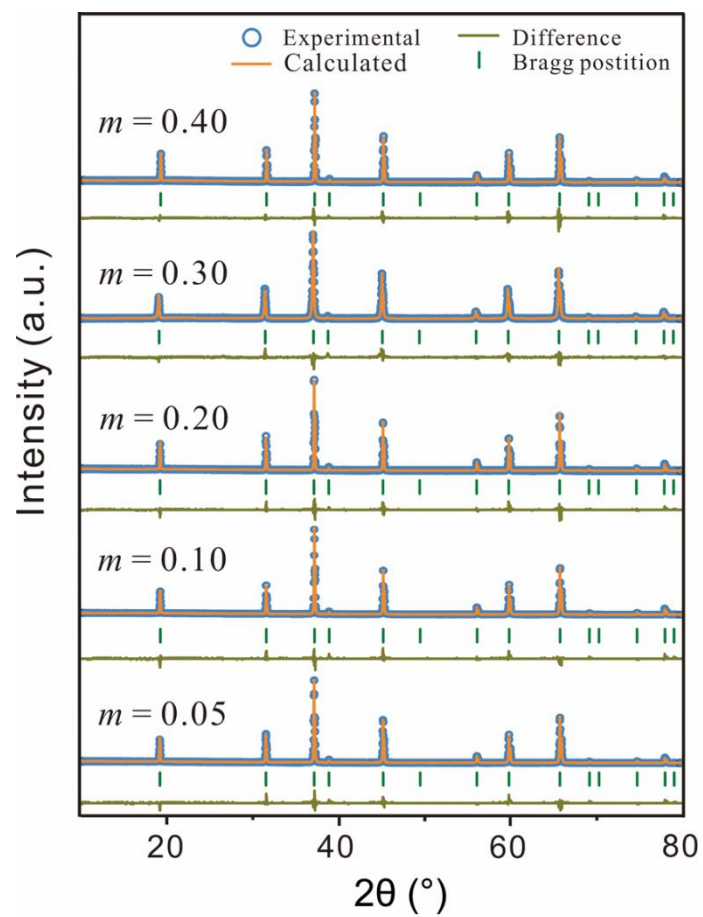 Experimental Difference
Calculated Bragg postition
m = 0.40
m = 0.30
m = 0.20
m = 0.10
m = 0.05
Intensity (a.u.)
20 40 60 80
2θ (°)